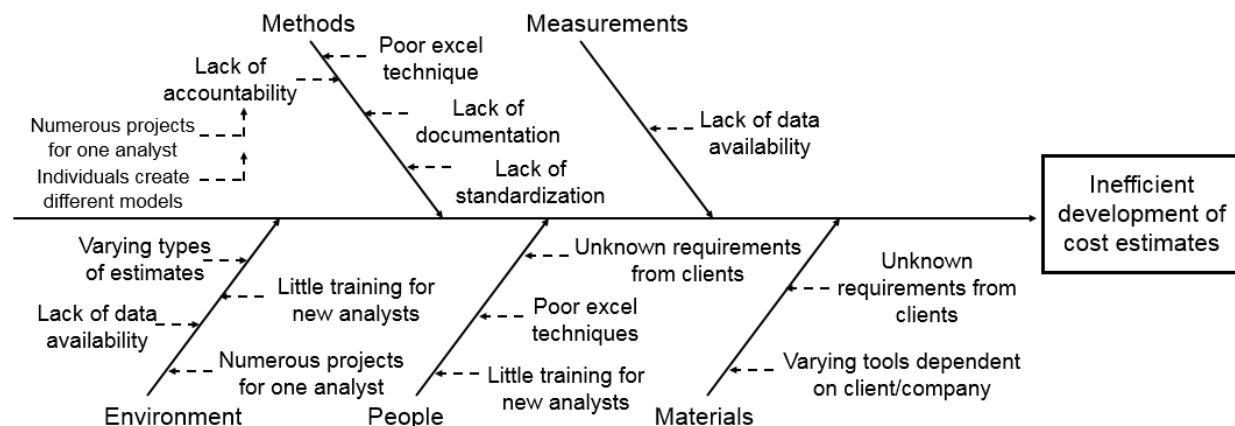 Methods
Measurements
Poor excel
technique
Lack of
accountability
Numerous projects
for one analyst
Individuals create
different models
Lack of
documentation
Lack of
standardization
Lack of data
availability
Inefficient
development of
cost estimates
Varying types
of estimates
Little training for
new analysts
Lack of data
availability
Numerous projects
for one analyst
Environment
Unknown requirements
from clients
Poor excel
techniques
Little training for
new analysts
People
Unknown
requirements from
clients
Varying tools dependent
on client/company
Materials